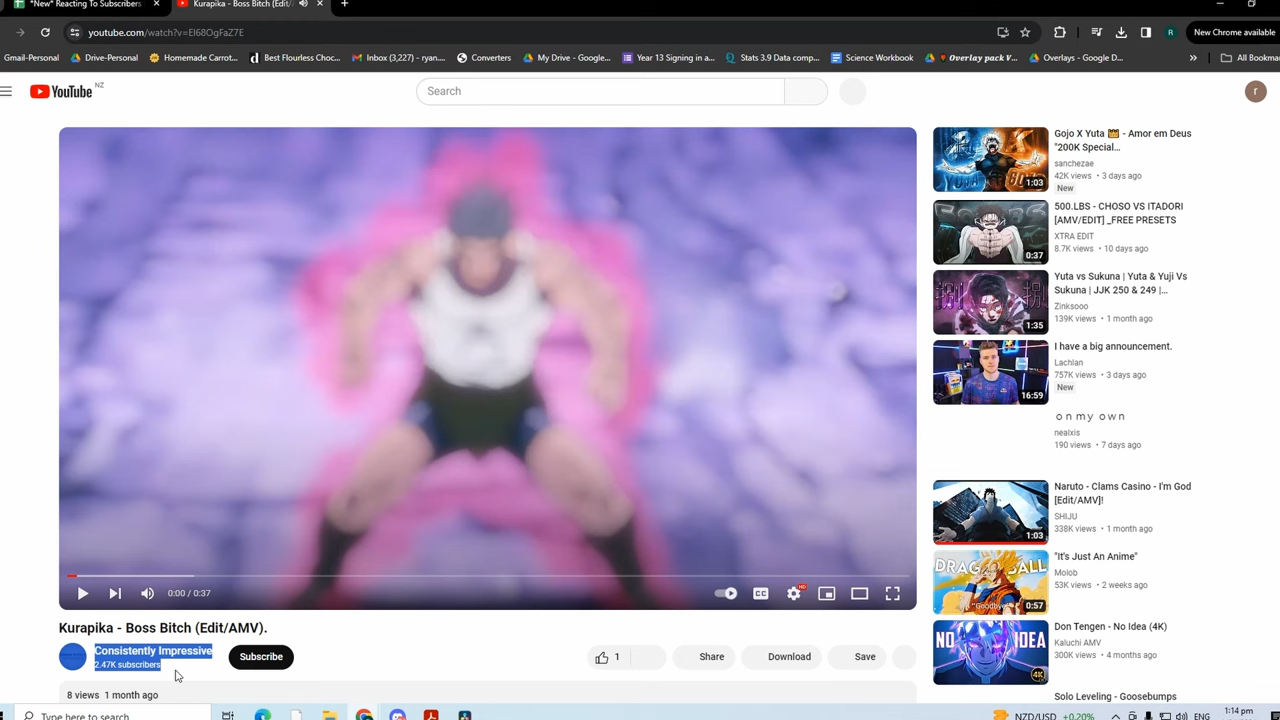 "New" Reacting To Subscribers
Kurapika - Boss Bitch (Edit/
youtube.com/watch?v=EI68OgFaZ7E
New Chrome available
Gmail-Personal
Drive-Personal
Homemade Carrot...
Best Flourless Choc...
Inbox (3,227) - ryan...
Converters
My Drive - Google...
Year 13 Signing in a...
Stats 3.9 Data comp...
Science Workbook
Overlay pack V...
Overlays - Google D...
All Bookmar
YouTube NZ
Search
r
Gojo X Yuta 👑 - Amor em Deus
"200K Special...
sanchezae
42K views • 3 days ago
New
1:03
500.LBS - CHOSO VS ITADORI
[AMV/EDIT] _FREE PRESETS
XTRA EDIT
8.7K views • 10 days ago
0:37
Yuta vs Sukuna | Yuta & Yuji Vs
Sukuna | JJK 250 & 249 |...
Zinksooo
139K views • 1 month ago
1:35
I have a big announcement.
Lachlan
757K views • 3 days ago
New
16:59
o n m y o w n
nealxis
190 views • 7 days ago
Naruto - Clams Casino - I'm God
[Edit/AMV]!
SHIJU
338K views • 1 month ago
1:03
"It's Just An Anime"
Molob
53K views • 2 weeks ago
DRAGON BALL
0:57
Don Tengen - No Idea (4K)
Kaluchi AMV
300K views • 4 months ago
NO IDEA
4K
Solo Leveling - Goosebumps
0:00 / 0:37
CC
HD
Kurapika - Boss Bitch (Edit/AMV).
Consistently Impressive
2.47K subscribers
Subscribe
1
Share
Download
Save
8 views 1 month ago
Type here to search
NZD/USD +0.20%
1:14 pm